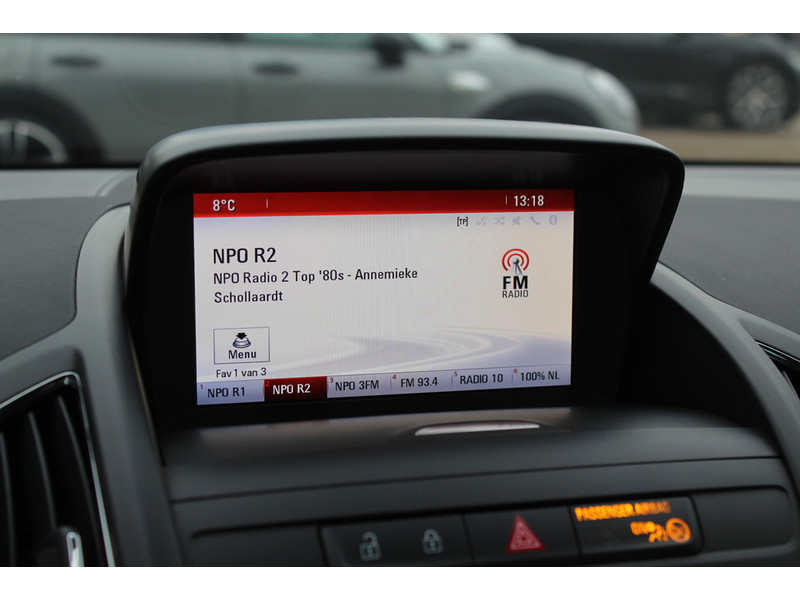 8°C 13:18
[TP]
NPO R2
NPO Radio 2 Top '80s - Annemieke
Schollaardt
FM
RADIO
Menu
Fav 1 van 3
1 NPO R1 2 NPO R2 3 NPO 3FM 4 FM 93.4 5 RADIO 10 6 100% NL
PASSENGER AIRBAG